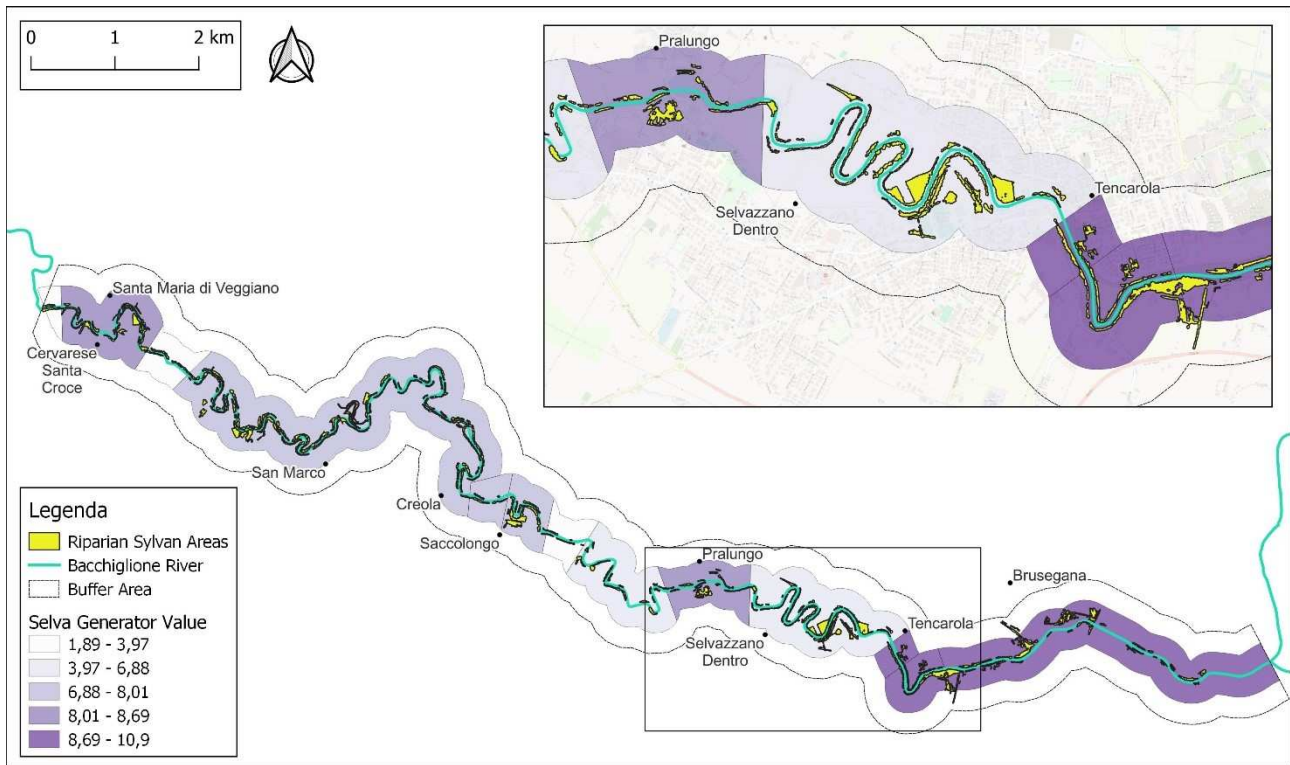 0 1 2 km
Pralungo
Selvazzano
Dentro
Tencarola
Santa Maria di Veggiano
Cervarese
Santa
Croce
San Marco
Creola
Saccolongo
Pralungo
Selvazzano
Dentro
Tencarola
Brusegana
Legenda
Riparian Sylvan Areas
Bacchiglione River
Buffer Area
Selva Generator Value
1,89 - 3,97
3,97 - 6,88
6,88 - 8,01
8,01 - 8,69
8,69 - 10,9